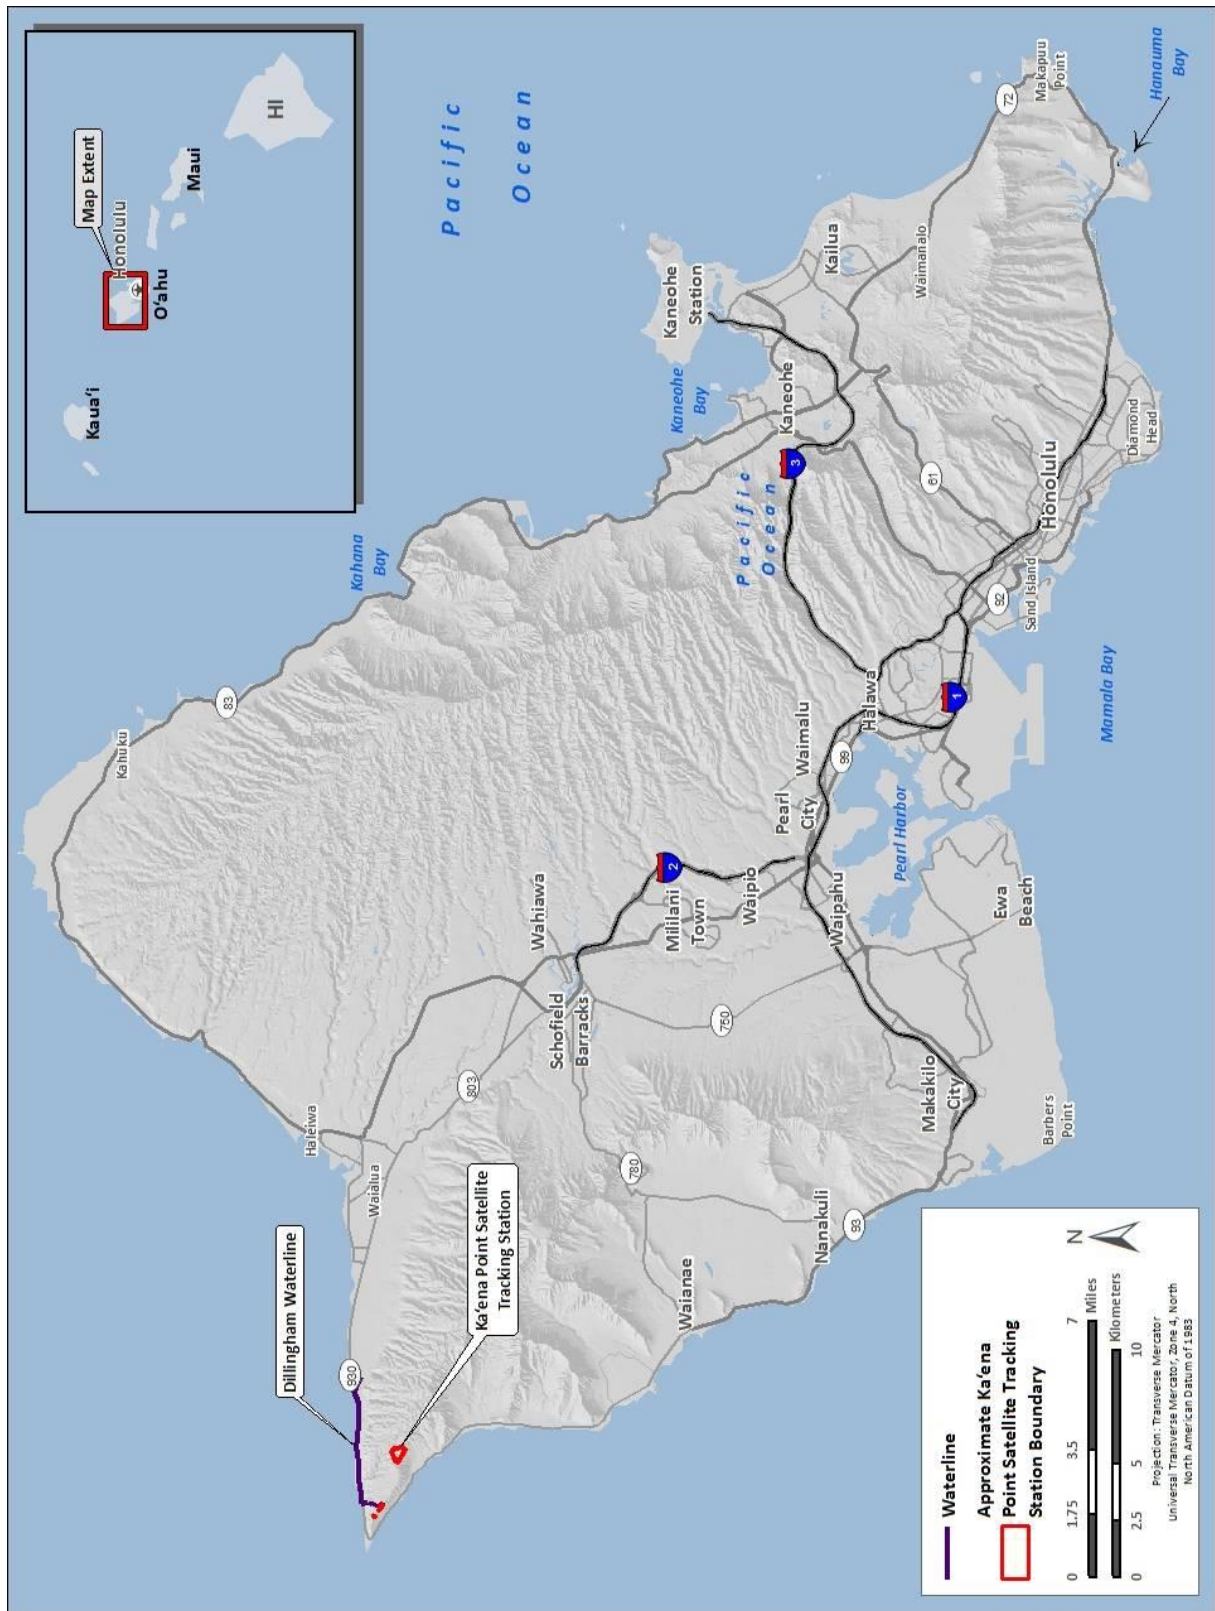 Map Extent
Honolulu
Kaua‘i
O‘ahu
Maui
HI
Pacific
Ocean
Dillingham Waterline
Ka‘ena Point Satellite
Tracking Station
930
Waialua
Haleiwa
Kahuku
83
Kahana
Bay
803
Schofield
Barracks
Wahiawa
780
Waianae
Nanakuli
93
750
Mililani
Town
2
Waipio
Pearl
City
Waimalu
Waipahu
99
Halawa
Pearl Harbor
Makakilo
City
Barbers
Point
Ewa
Beach
1
Mamala Bay
Pacific
Ocean
3
Kaneohe
Kaneohe
Bay
Kaneohe
Station
Kailua
Waimanalo
61
92
Sand Island
Honolulu
Diamond
Head
72
Makapuu
Point
Hanauma
Bay
Waterline
Approximate Ka‘ena
Point Satellite Tracking
Station Boundary
N
0 1.75 3.5 7
Miles
Kilometers
0 2.5 5 10
Projection: Transverse Mercator
Universal Transverse Mercator, Zone 4, North
North American Datum of 1983